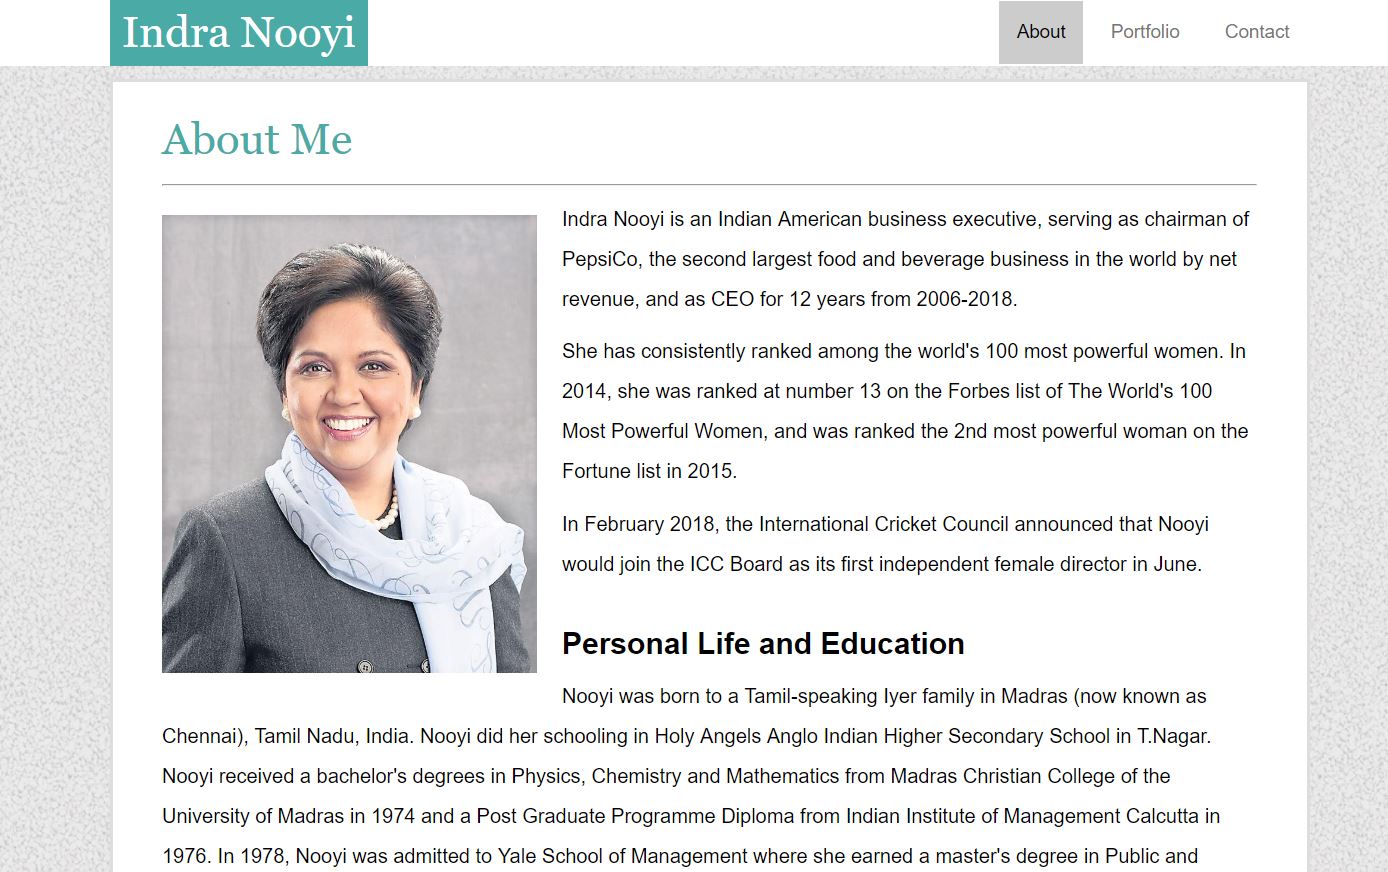 Indra Nooyi
About Portfolio Contact
About Me
Indra Nooyi is an Indian American business executive, serving as chairman of
PepsiCo, the second largest food and beverage business in the world by net
revenue, and as CEO for 12 years from 2006-2018.
She has consistently ranked among the world's 100 most powerful women. In
2014, she was ranked at number 13 on the Forbes list of The World's 100
Most Powerful Women, and was ranked the 2nd most powerful woman on the
Fortune list in 2015.
In February 2018, the International Cricket Council announced that Nooyi
would join the ICC Board as its first independent female director in June.
Personal Life and Education
Nooyi was born to a Tamil-speaking Iyer family in Madras (now known as
Chennai), Tamil Nadu, India. Nooyi did her schooling in Holy Angels Anglo Indian Higher Secondary School in T.Nagar.
Nooyi received a bachelor's degrees in Physics, Chemistry and Mathematics from Madras Christian College of the
University of Madras in 1974 and a Post Graduate Programme Diploma from Indian Institute of Management Calcutta in
1976. In 1978, Nooyi was admitted to Yale School of Management where she earned a master's degree in Public and